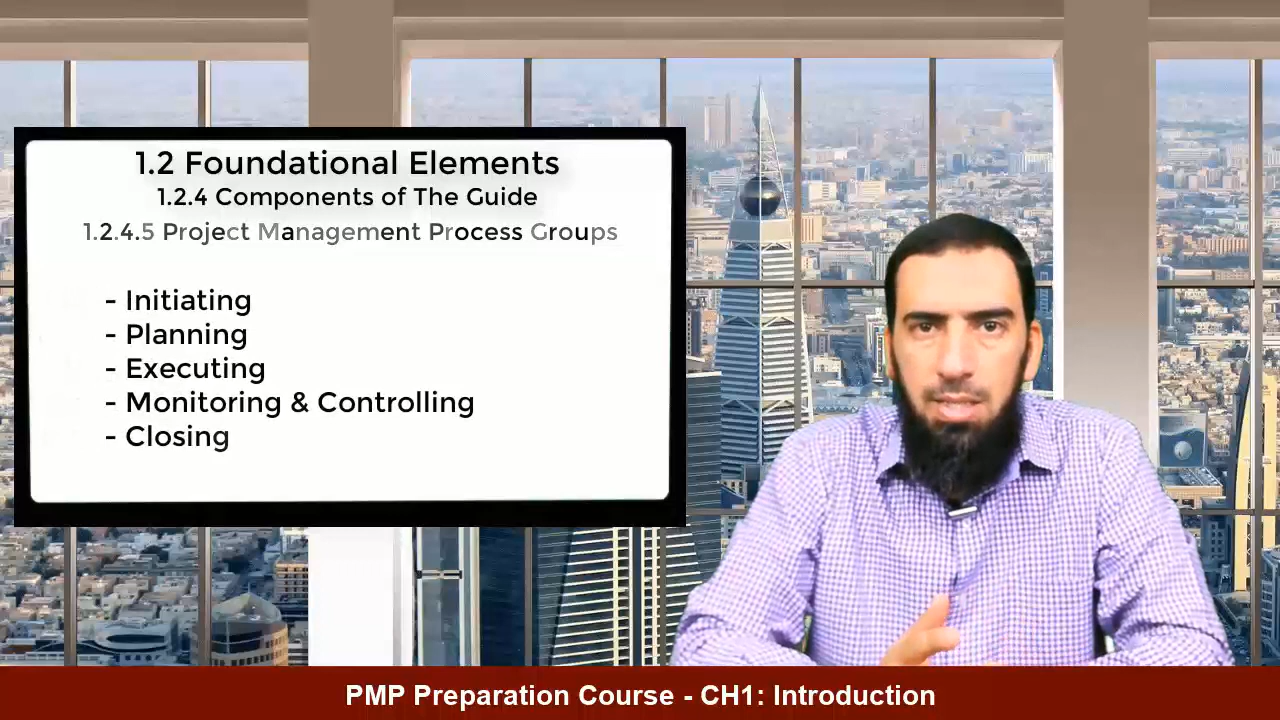 1.2 Foundational Elements
1.2.4 Components of The Guide
1.2.4.5 Project Management Process Groups
- Initiating
- Planning
- Executing
- Monitoring & Controlling
- Closing
PMP Preparation Course - CH1: Introduction